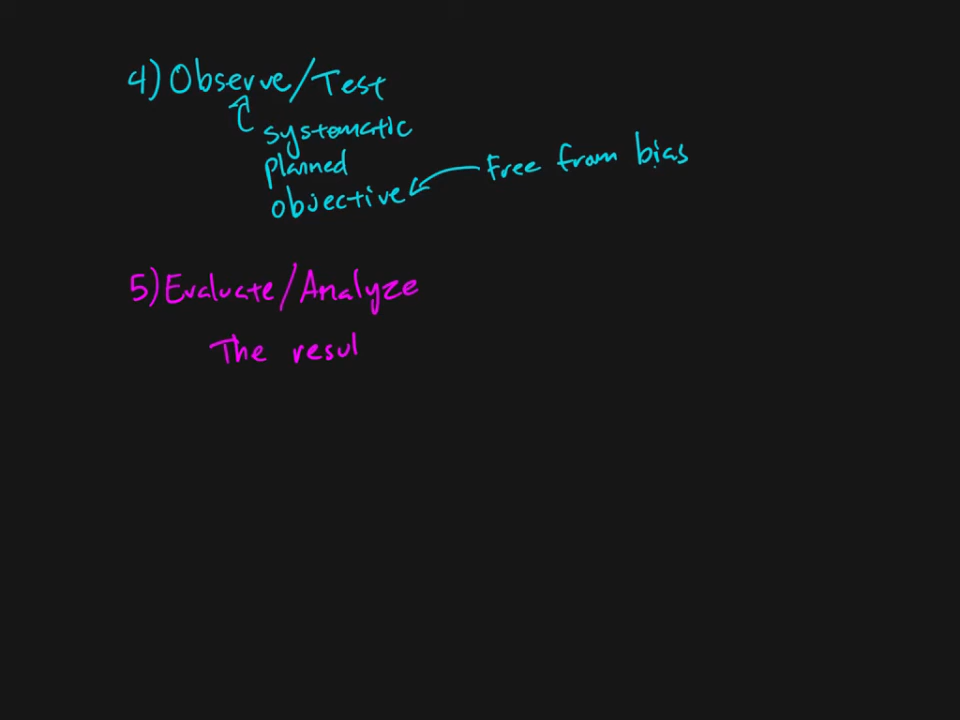 4) Observe/Test
systematic
planned
objective
Free from bias
5) Evaluate/Analyze
The resul